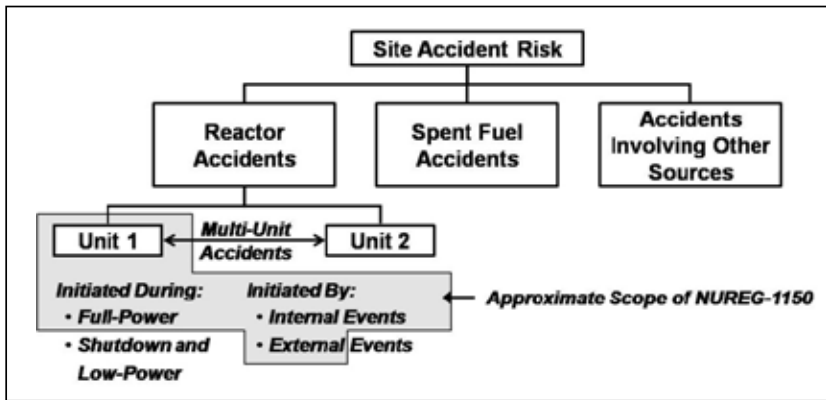 Site Accident Risk
Reactor
Accidents
Spent Fuel
Accidents
Accidents
Involving Other
Sources
Unit 1
Multi-Unit
Accidents
Unit 2
Initiated During:
• Full-Power
• Shutdown and
Low-Power
Initiated By:
• Internal Events
• External Events
Approximate Scope of NUREG-1150